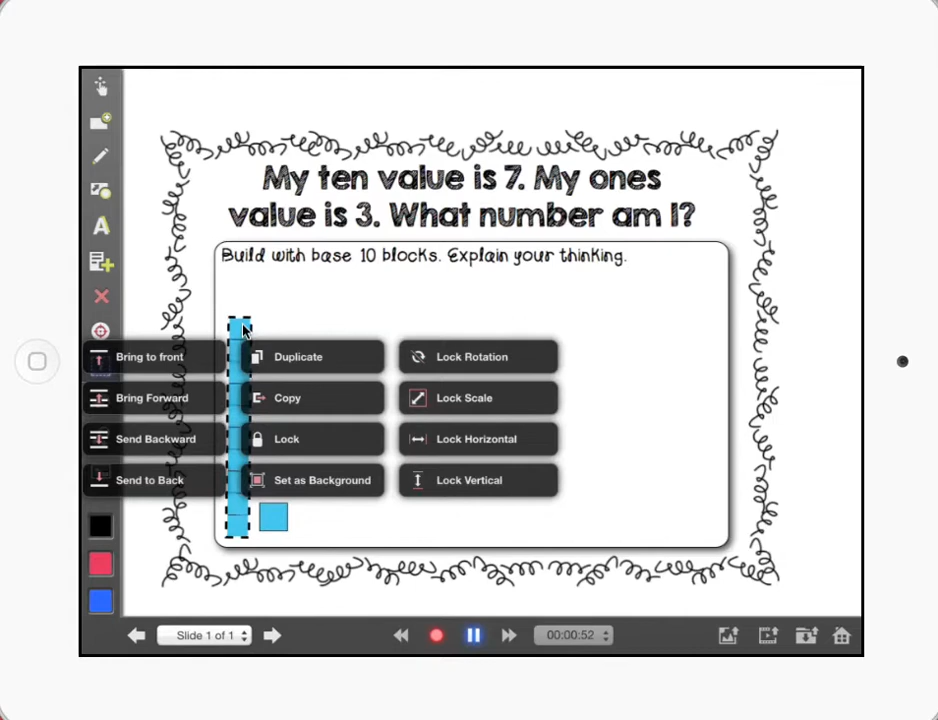 My ten value is 7. My ones
value is 3. What number am I?
Build with base 10 blocks. Explain your thinking.
Bring to front
Duplicate
Lock Rotation
Bring Forward
Copy
Lock Scale
Send Backward
Lock
Lock Horizontal
Send to Back
Set as Background
Lock Vertical
A
Slide 1 of 1
00:00:52